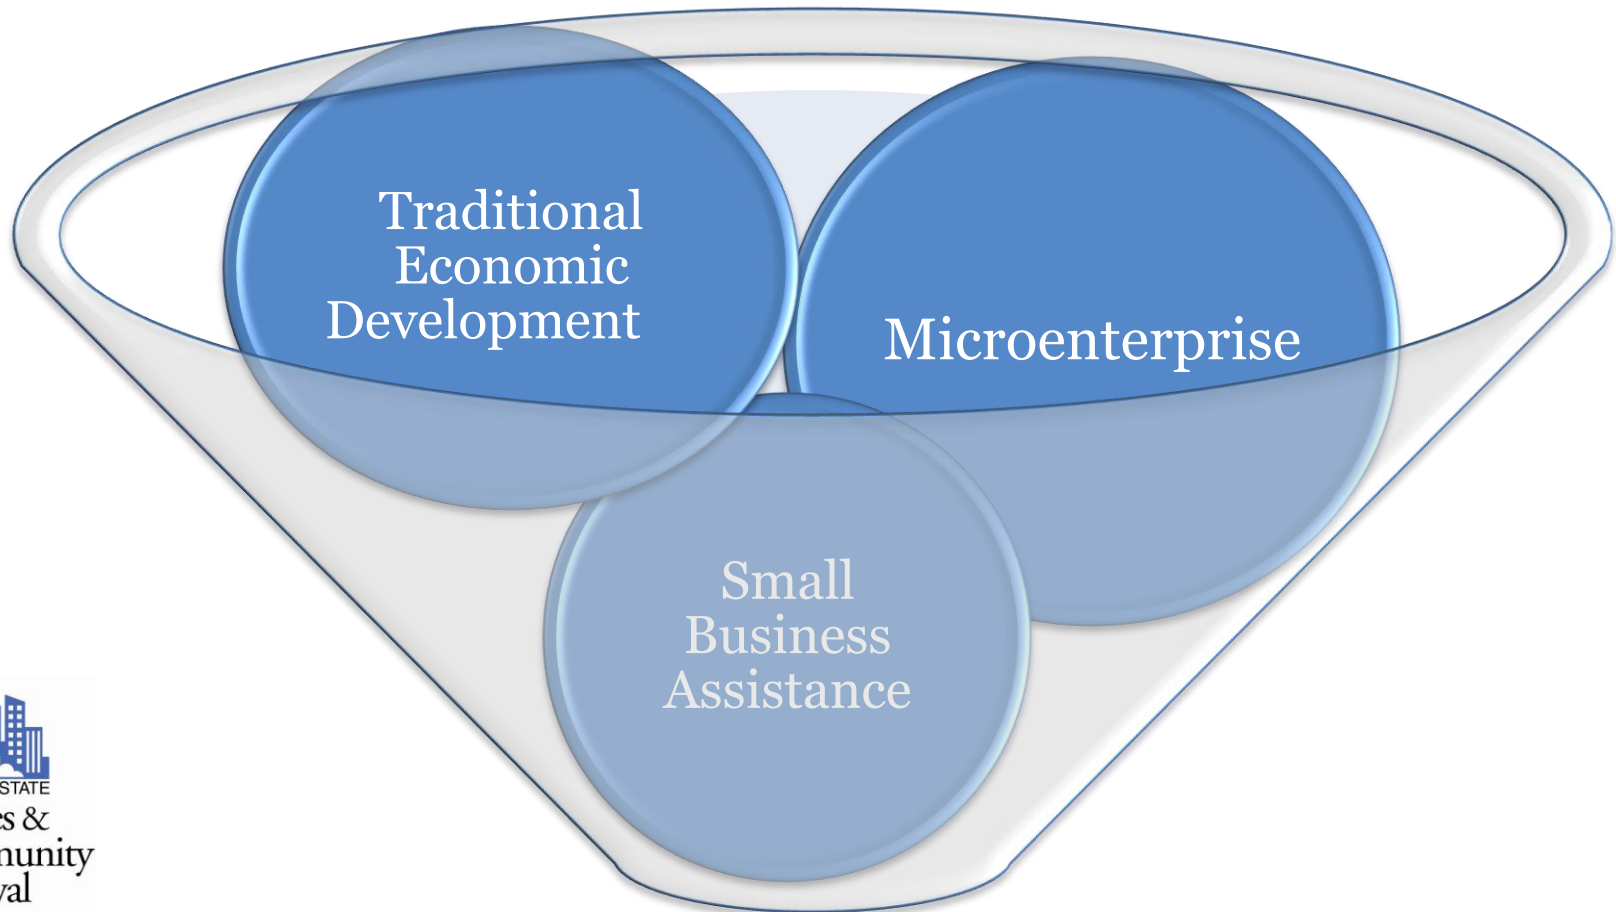 Traditional
Economic
Development
Microenterprise
Small
Business
Assistance
STATE
&